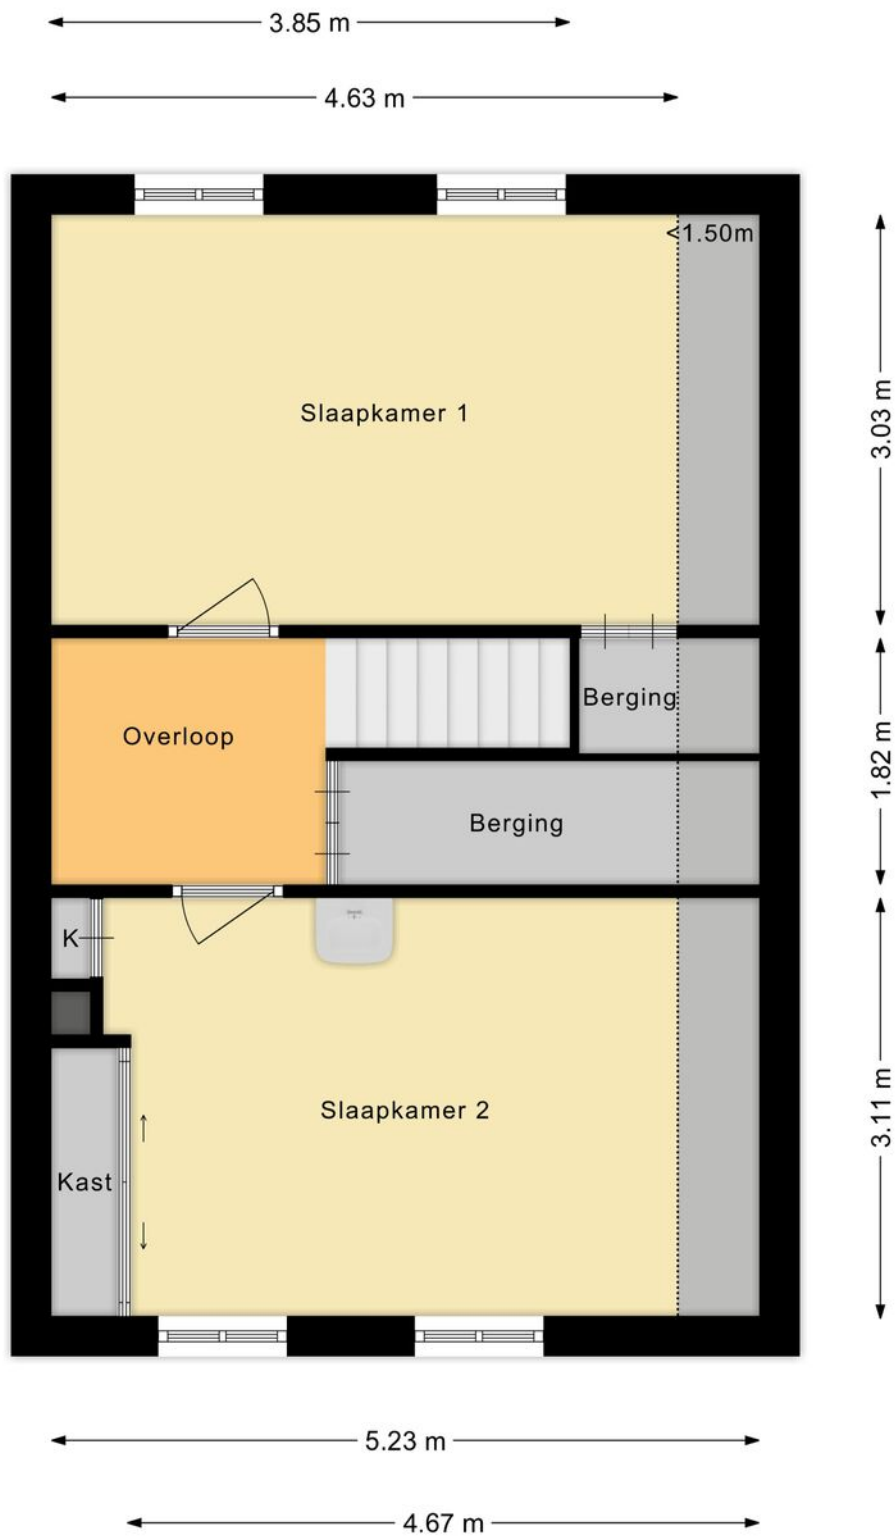 3.85 m
4.63 m
<1.50m
Slaapkamer 1
3.03 m
Berging
Overloop
1.82 m
Berging
K
Slaapkamer 2
3.11 m
Kast
5.23 m
4.67 m